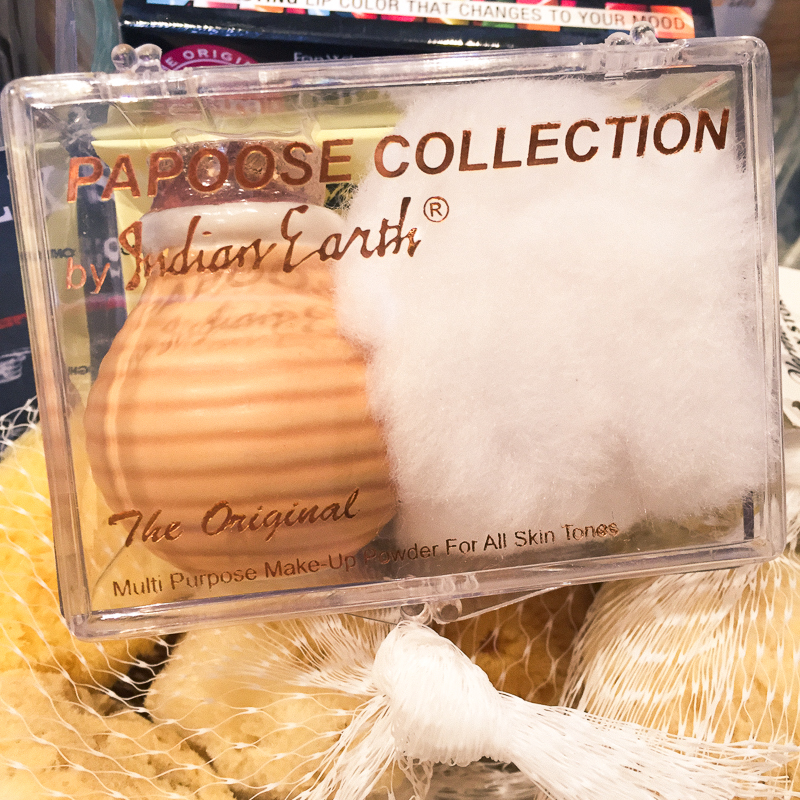 LIP COLOR THAT CHANGES TO YOUR MOOD
E ORIGI
PAPOOSE COLLECTION
by Indian Earth®
The Original
Multi Purpose Make-Up Powder For All Skin Tones